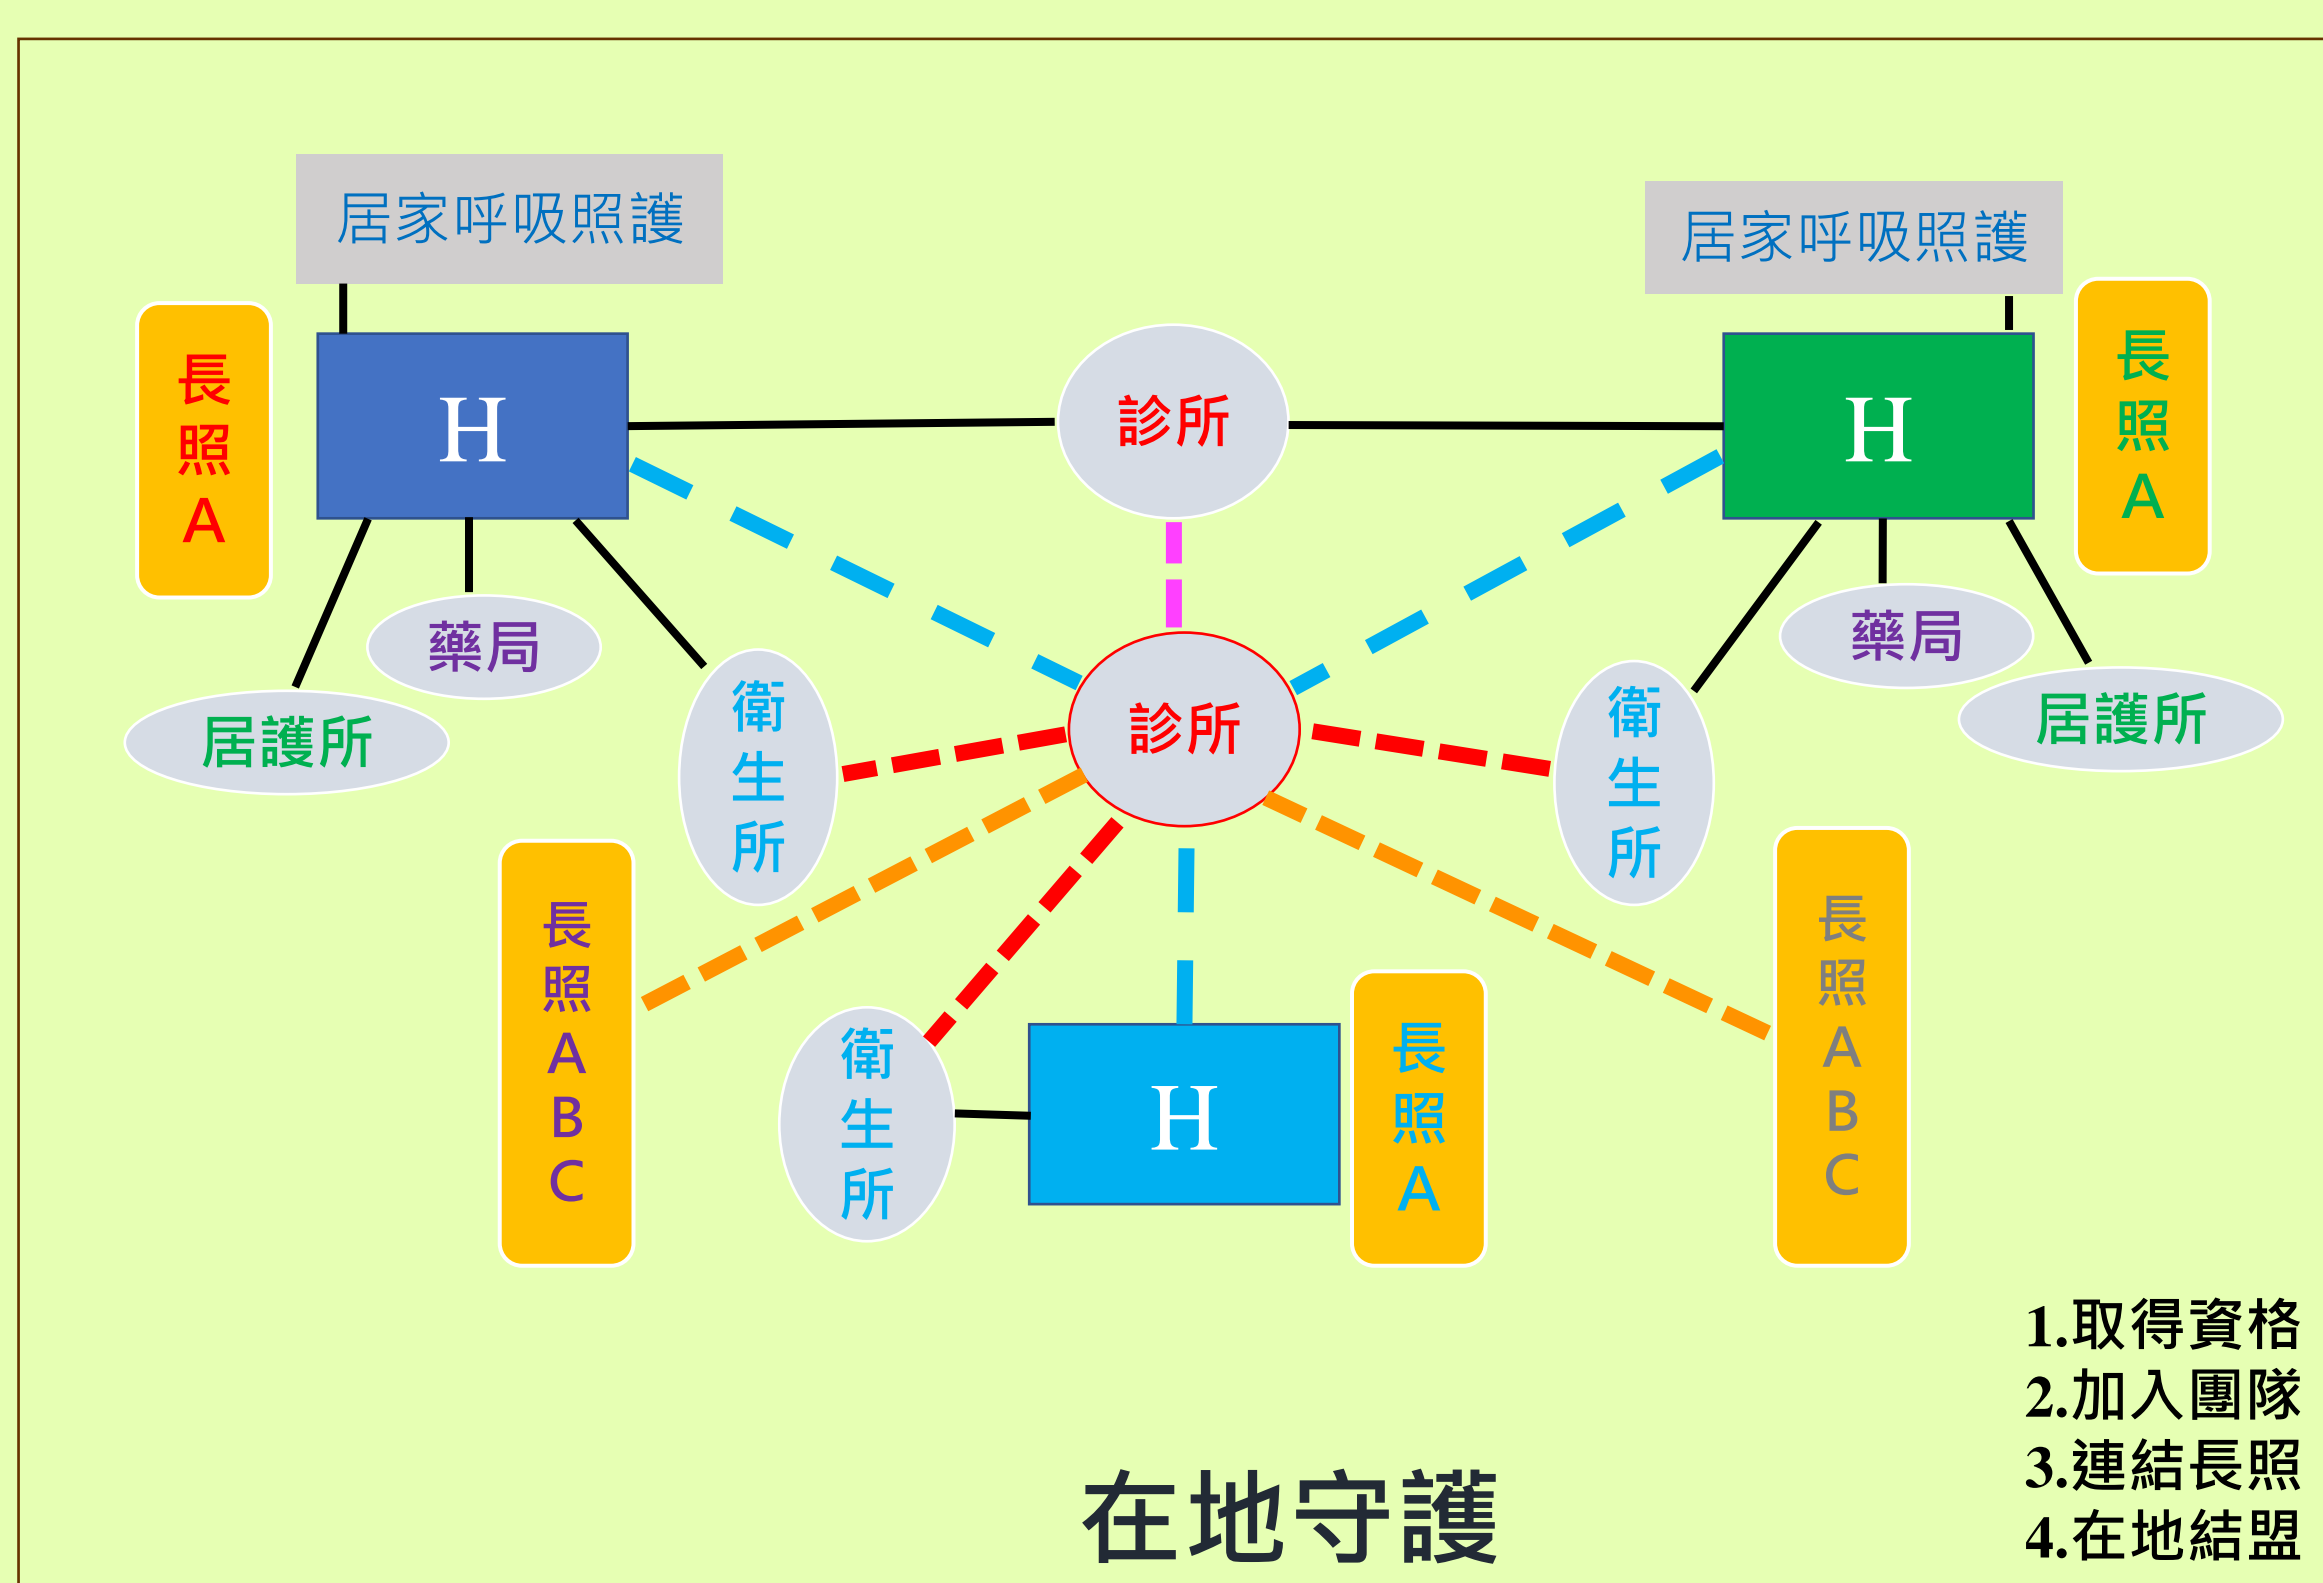 居家呼吸照護
居家呼吸照護
長照A
H
診所
H
長照A
藥局
居護所
衛生所
診所
衛生所
藥局
居護所
長照ABC
衛生所
H
長照A
長照ABC
1.取得資格
2.加入團隊
3.連結長照
4.在地結盟
在地守護